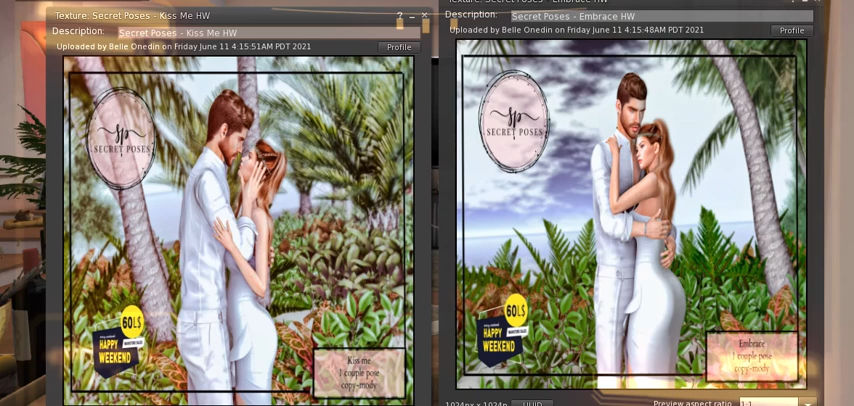 Texture: Secret Poses - Kiss Me HW
Description: Secret Poses - Kiss Me HW
Uploaded by Belle Onedin on Friday June 11 4:15:51AM PDT 2021
Profile
sp
SECRET POSES
60L$
HAPPY
WEEKEND
Kiss me
1 couple pose
copy-mody
Texture: Secret Poses - Embrace HW
Description: Secret Poses - Embrace HW
Uploaded by Belle Onedin on Friday June 11 4:15:48AM PDT 2021
Profile
sp
SECRET POSES
60L$
HAPPY
WEEKEND
Embrace
1 couple pose
copy-mody
1024px x 1024p
UUID
Preview aspect ratio
1:1